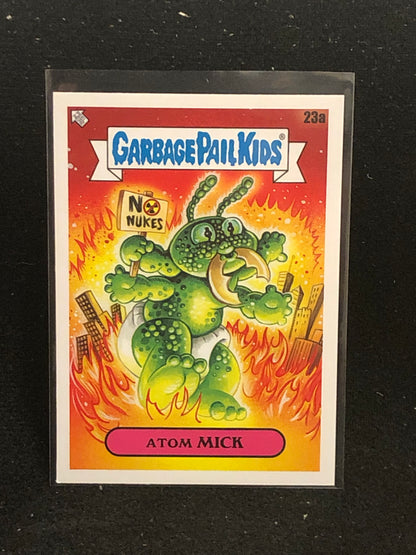 23a
GARBAGE PAIL KIDS®
NO
NUKES
ATOM MICK